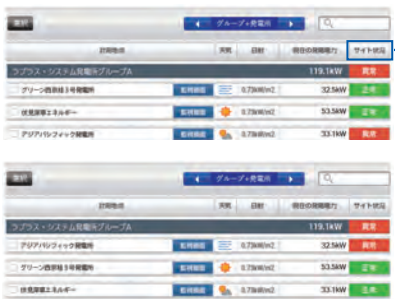 選択 グループ+発電所
計測地点 天気 日射 現在の発電電力 サイト状況
ラプラス・システム発電所グループA 119.1kW 異常
グリーン西京桂3号発電所 監視画面 0.73kW/m2 32.5kW 正常
伏見深草エネルギー 監視画面 0.73kW/m2 53.5kW 正常
アジアパシフィック発電所 監視画面 0.73kW/m2 33.1kW 異常
選択 グループ+発電所
計測地点 天気 日射 現在の発電電力 サイト状況
ラプラス・システム発電所グループA 119.1kW 異常
アジアパシフィック発電所 監視画面 0.73kW/m2 32.5kW 異常
グリーン西京桂3号発電所 監視画面 0.73kW/m2 53.5kW 正常
伏見深草エネルギー 監視画面 0.73kW/m2 33.1kW 正常